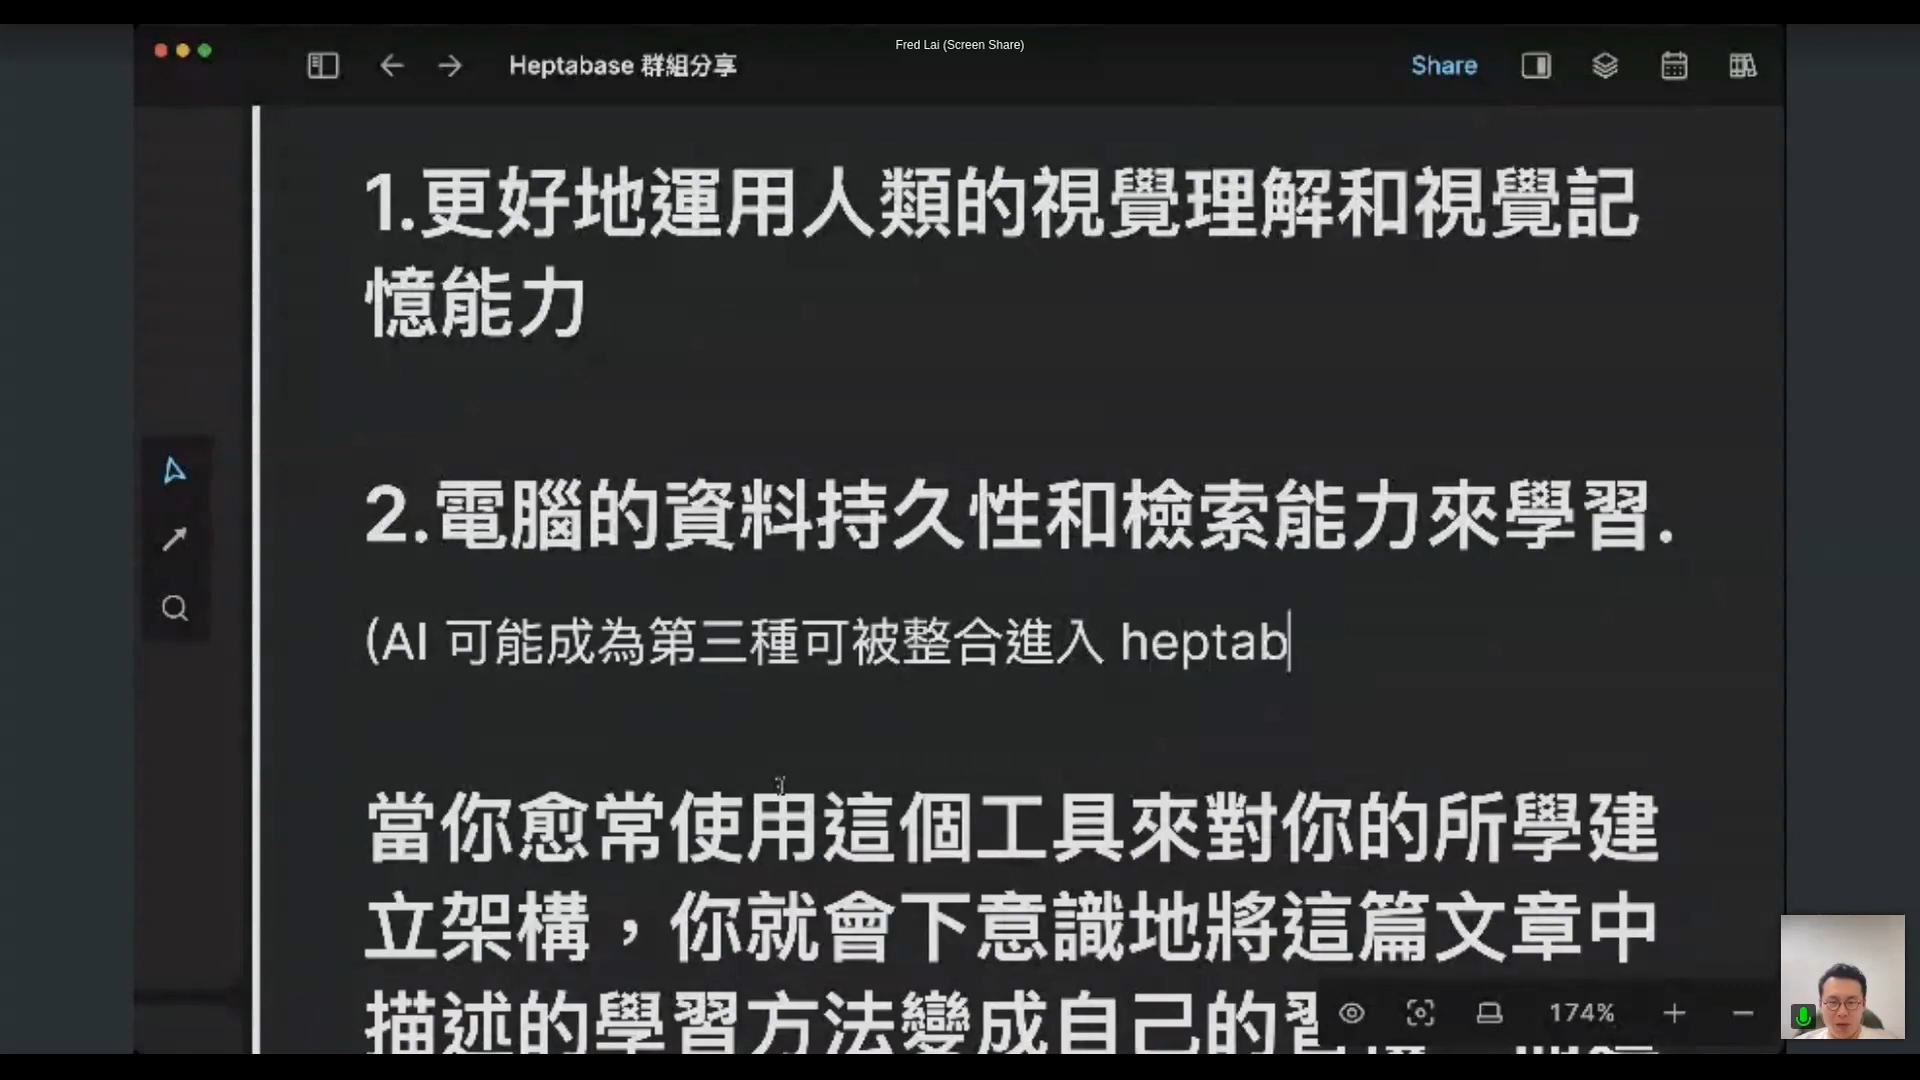 Fred Lai (Screen Share)
Heptabase 群組分享
Share
1.更好地運用人類的視覺理解和視覺記
憶能力
2.電腦的資料持久性和檢索能力來學習.
(AI 可能成為第三種可被整合進入 heptab
當你愈常使用這個工具來對你的所學建
立架構，你就會下意識地將這篇文章中
描述的學習方法變成自己的習
174%